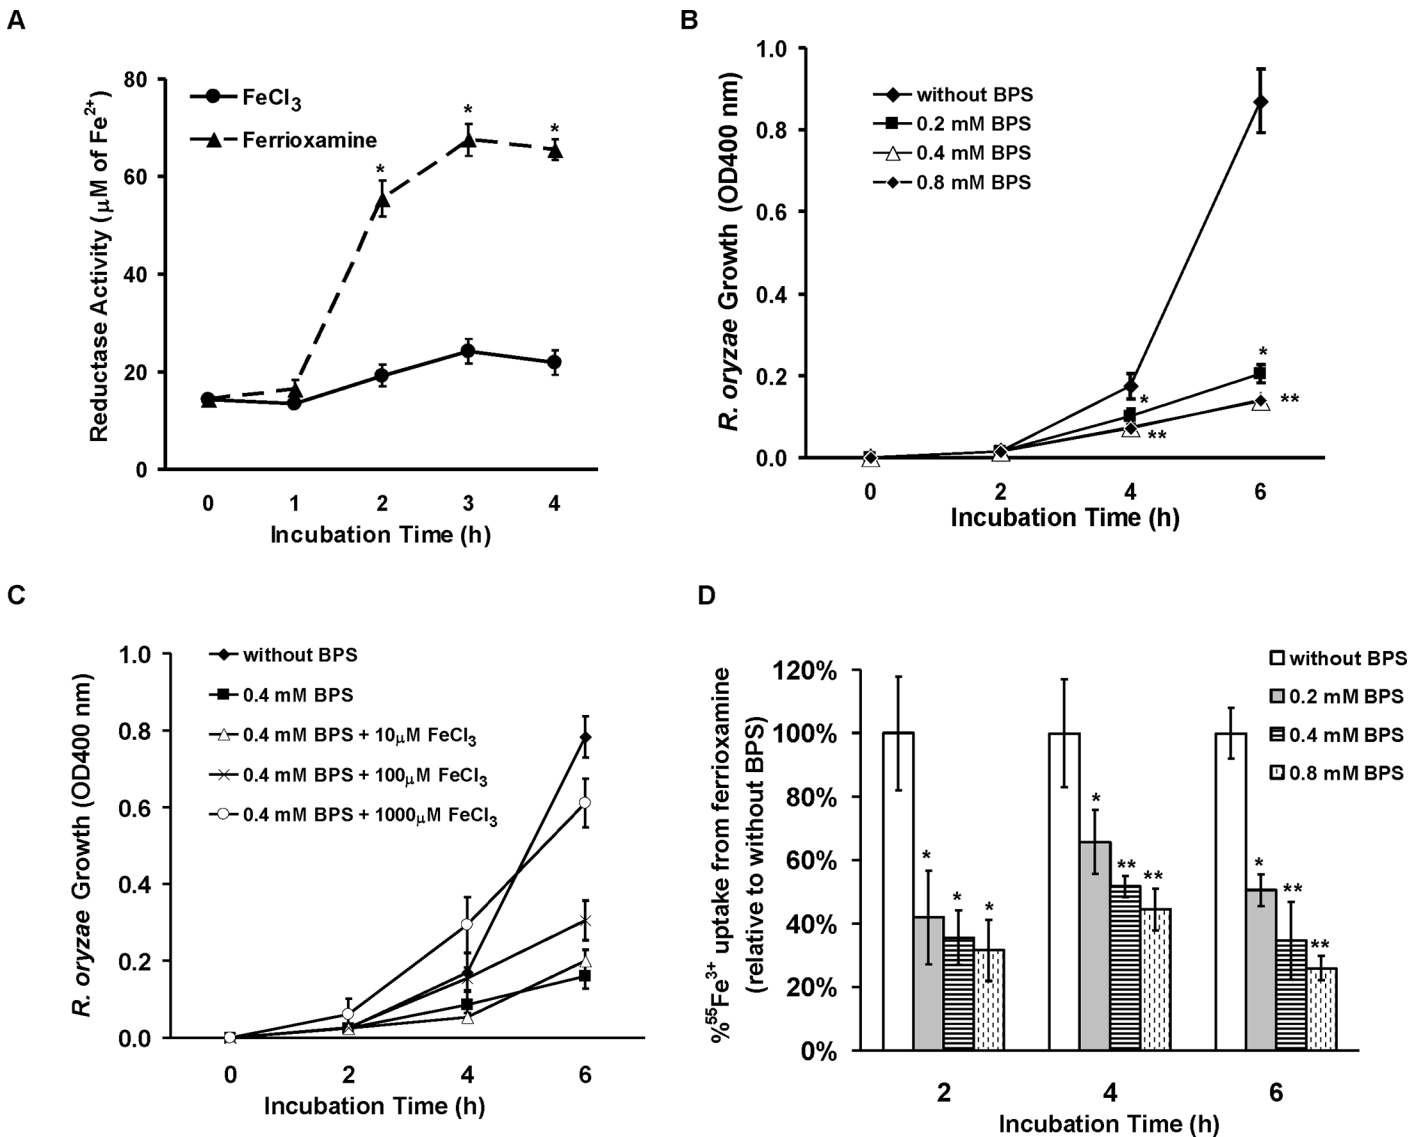 A
Reductase Activity (μM of Fe2+)
80
60
40
20
0
FeCl3
Ferrioxamine
*
*
*
0 1 2 3 4
Incubation Time (h)
B
R. oryzae Growth (OD400 nm)
1.0
0.8
0.6
0.4
0.2
0.0
without BPS
0.2 mM BPS
0.4 mM BPS
0.8 mM BPS
*
**
*
**
0 2 4 6
Incubation Time (h)
C
R. oryzae Growth (OD400 nm)
1.0
0.8
0.6
0.4
0.2
0.0
without BPS
0.4 mM BPS
0.4 mM BPS + 10μM FeCl3
0.4 mM BPS + 100μM FeCl3
0.4 mM BPS + 1000μM FeCl3
0 2 4 6
Incubation Time (h)
D
%55Fe3+ uptake from ferrioxamine
(relative to without BPS)
120%
100%
80%
60%
40%
20%
0%
without BPS
0.2 mM BPS
0.4 mM BPS
0.8 mM BPS
* * *
* ** **
* ** **
2 4 6
Incubation Time (h)